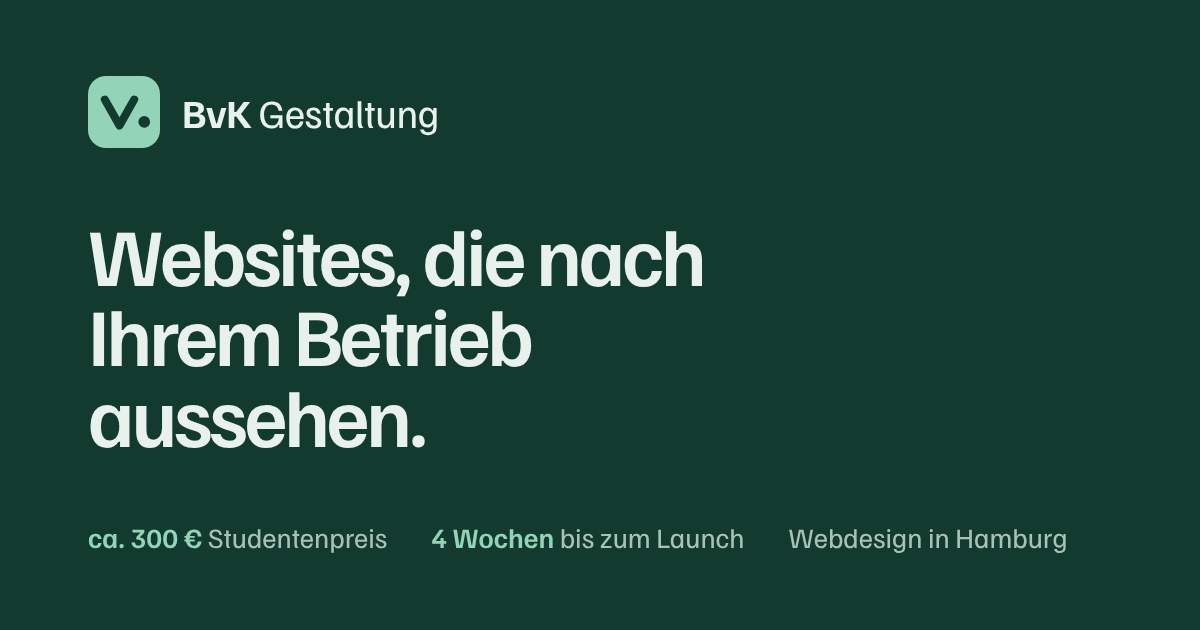 V.
BvK Gestaltung
Websites, die nach
Ihrem Betrieb
aussehen.
ca. 300 € Studentenpreis 4 Wochen bis zum Launch Webdesign in Hamburg